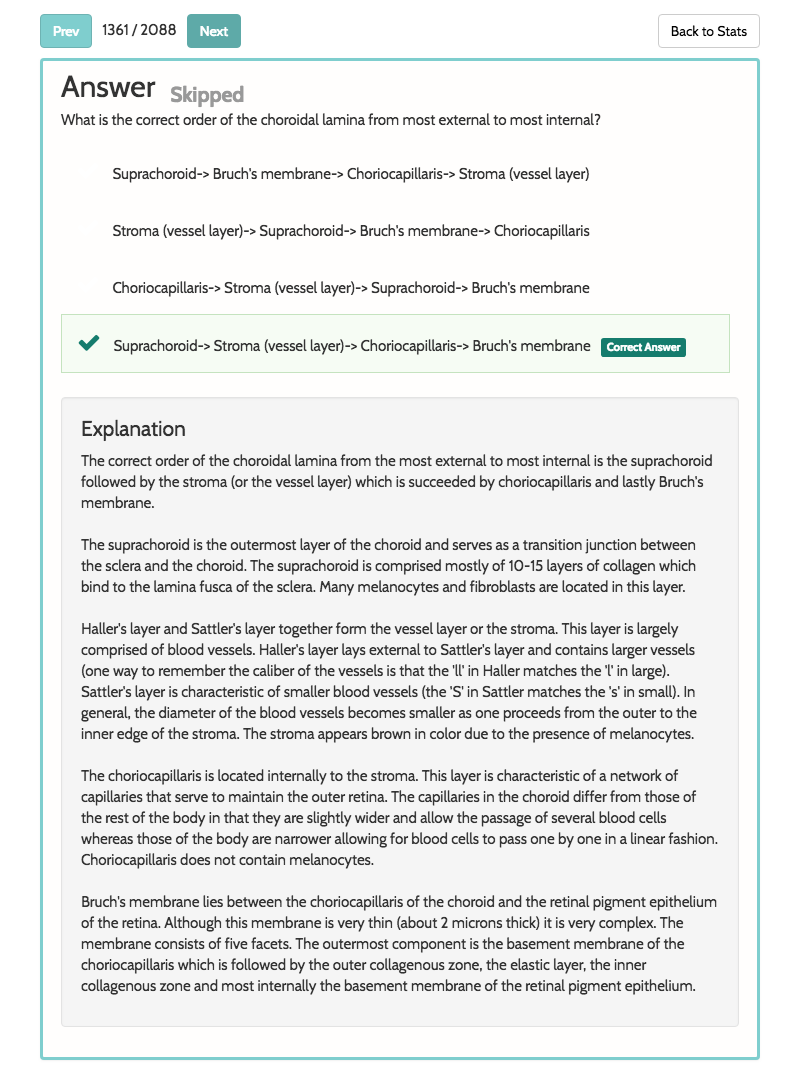 Prev 1361 / 2088 Next Back to Stats
Answer Skipped
What is the correct order of the choroidal lamina from most external to most internal?
Suprachoroid-> Bruch's membrane-> Choriocapillaris-> Stroma (vessel layer)
Stroma (vessel layer)-> Suprachoroid-> Bruch's membrane-> Choriocapillaris
Choriocapillaris-> Stroma (vessel layer)-> Suprachoroid-> Bruch's membrane
Suprachoroid-> Stroma (vessel layer)-> Choriocapillaris-> Bruch's membrane Correct Answer
Explanation
The correct order of the choroidal lamina from the most external to most internal is the suprachoroid
followed by the stroma (or the vessel layer) which is succeeded by choriocapillaris and lastly Bruch's
membrane.
The suprachoroid is the outermost layer of the choroid and serves as a transition junction between
the sclera and the choroid. The suprachoroid is comprised mostly of 10-15 layers of collagen which
bind to the lamina fusca of the sclera. Many melanocytes and fibroblasts are located in this layer.
Haller's layer and Sattler's layer together form the vessel layer or the stroma. This layer is largely
comprised of blood vessels. Haller's layer lays external to Sattler's layer and contains larger vessels
(one way to remember the caliber of the vessels is that the 'll' in Haller matches the 'l' in large).
Sattler's layer is characteristic of smaller blood vessels (the 'S' in Sattler matches the 's' in small). In
general, the diameter of the blood vessels becomes smaller as one proceeds from the outer to the
inner edge of the stroma. The stroma appears brown in color due to the presence of melanocytes.
The choriocapillaris is located internally to the stroma. This layer is characteristic of a network of
capillaries that serve to maintain the outer retina. The capillaries in the choroid differ from those of
the rest of the body in that they are slightly wider and allow the passage of several blood cells
whereas those of the body are narrower allowing for blood cells to pass one by one in a linear fashion.
Choriocapillaris does not contain melanocytes.
Bruch's membrane lies between the choriocapillaris of the choroid and the retinal pigment epithelium
of the retina. Although this membrane is very thin (about 2 microns thick) it is very complex. The
membrane consists of five facets. The outermost component is the basement membrane of the
choriocapillaris which is followed by the outer collagenous zone, the elastic layer, the inner
collagenous zone and most internally the basement membrane of the retinal pigment epithelium.